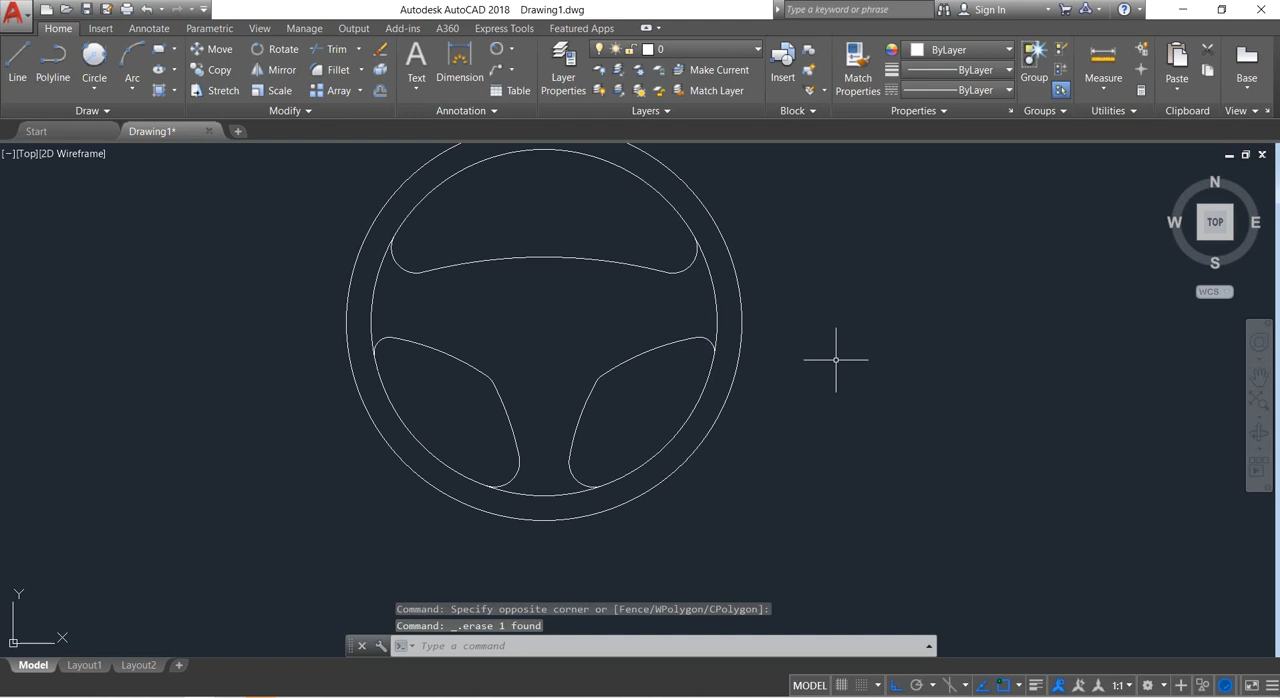 Autodesk AutoCAD 2018 Drawing1.dwg
Type a keyword or phrase
Sign In
Home Insert Annotate Parametric View Manage Output Add-ins A360 Express Tools Featured Apps
Line
Polyline
Circle
Arc
Move Rotate Trim
Copy Mirror Fillet
Stretch Scale Array
Text
Dimension
Table
Layer
Properties
0
Make Current
Match Layer
Insert
Match
Properties
ByLayer
ByLayer
ByLayer
Group
Measure
Paste
Base
Draw Modify Annotation Layers Block Properties Groups Utilities Clipboard View
Start Drawing1*
[−][Top][2D Wireframe]
N
W TOP E
S
WCS
Y
X
Command: Specify opposite corner or [Fence/WPolygon/CPolygon]:
Command: _.erase 1 found
Type a command
Model Layout1 Layout2
MODEL 1:1